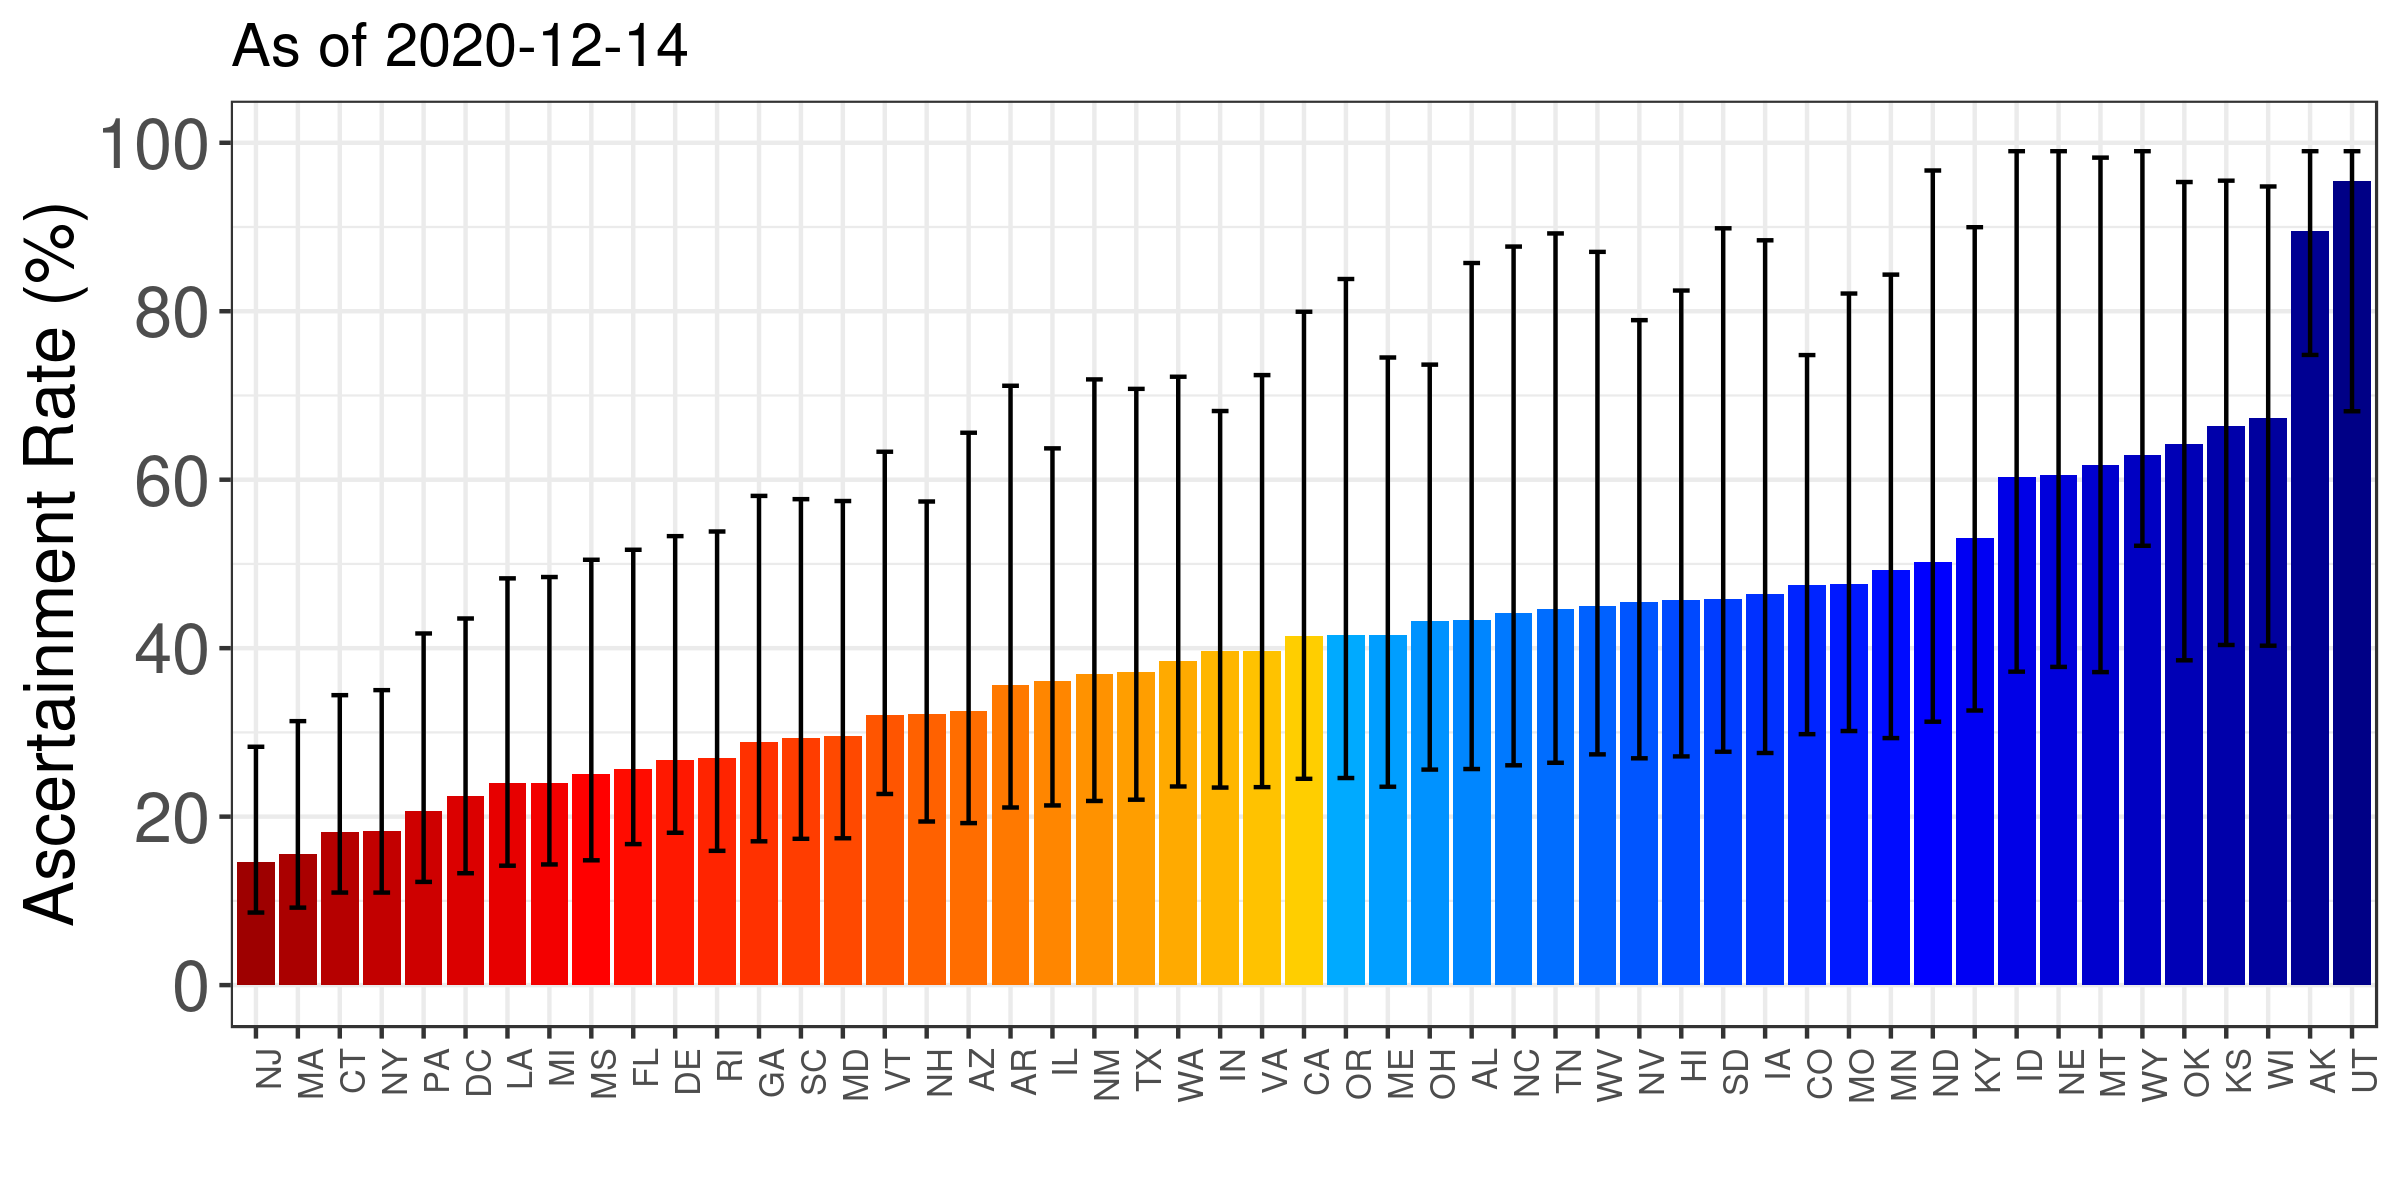 As of 2020-12-14
Ascertainment Rate (%)
100
80
60
40
20
0
NJ
MA
CT
NY
PA
DC
LA
MI
MS
FL
DE
RI
GA
SC
MD
VT
NH
AZ
AR
IL
NM
TX
WA
IN
VA
CA
OR
ME
OH
AL
NC
TN
WV
NV
HI
SD
IA
CO
MO
MN
ND
KY
ID
NE
MT
WY
OK
KS
WI
AK
UT